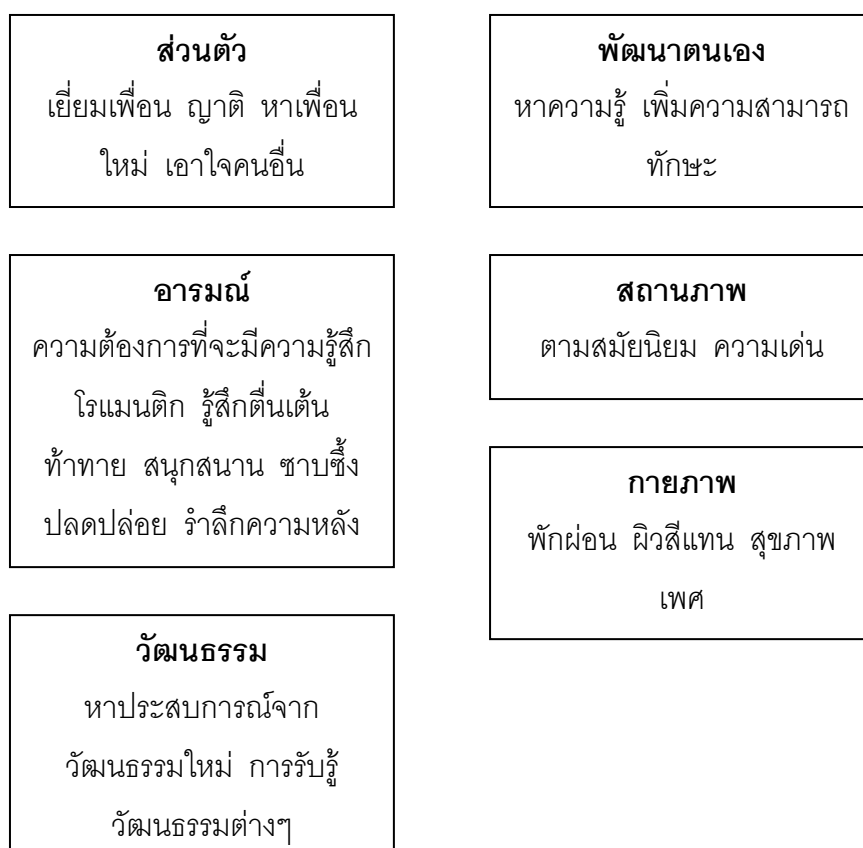 ส่วนตัว
เยี่ยมเพื่อน ญาติ หาเพื่อน
ใหม่ เอาใจคนอื่น
อารมณ์
ความต้องการที่จะมีความรู้สึก
โรแมนติก รู้สึกตื่นเต้น
ท้าทาย สนุกสนาน ซาบซึ้ง
ปลดปล่อย รำลึกความหลัง
วัฒนธรรม
หาประสบการณ์จาก
วัฒนธรรมใหม่ การรับรู้
วัฒนธรรมต่างๆ
พัฒนาตนเอง
หาความรู้ เพิ่มความสามารถ
ทักษะ
สถานภาพ
ตามสมัยนิยม ความเด่น
กายภาพ
พักผ่อน ผิวสีแทน สุขภาพ
เพศ